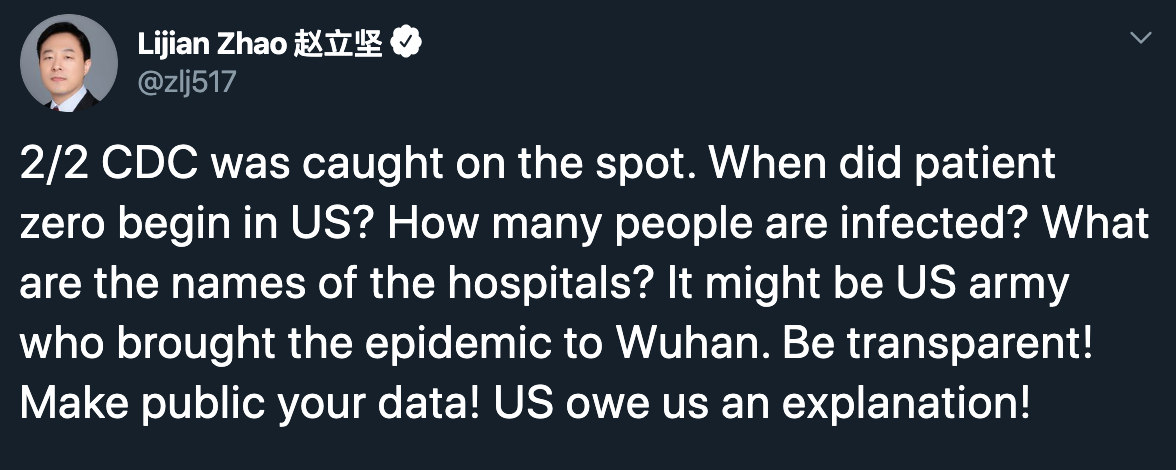 Lijian Zhao 赵立坚
@zlj517
2/2 CDC was caught on the spot. When did patient
zero begin in US? How many people are infected? What
are the names of the hospitals? It might be US army
who brought the epidemic to Wuhan. Be transparent!
Make public your data! US owe us an explanation!